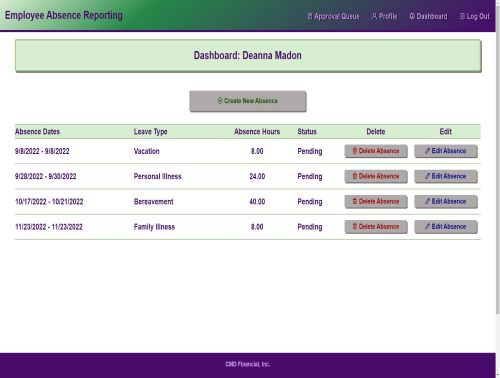 Employee Absence Reporting
Approval Queue Profile Dashboard Log Out
Dashboard: Deanna Madon
Create New Absence
Absence Dates Leave Type Absence Hours Status Delete Edit
9/8/2022 - 9/8/2022 Vacation 8.00 Pending Delete Absence Edit Absence
9/28/2022 - 9/30/2022 Personal Illness 24.00 Pending Delete Absence Edit Absence
10/17/2022 - 10/21/2022 Bereavement 40.00 Pending Delete Absence Edit Absence
11/23/2022 - 11/23/2022 Family Illness 8.00 Pending Delete Absence Edit Absence
CMD Financial, Inc.